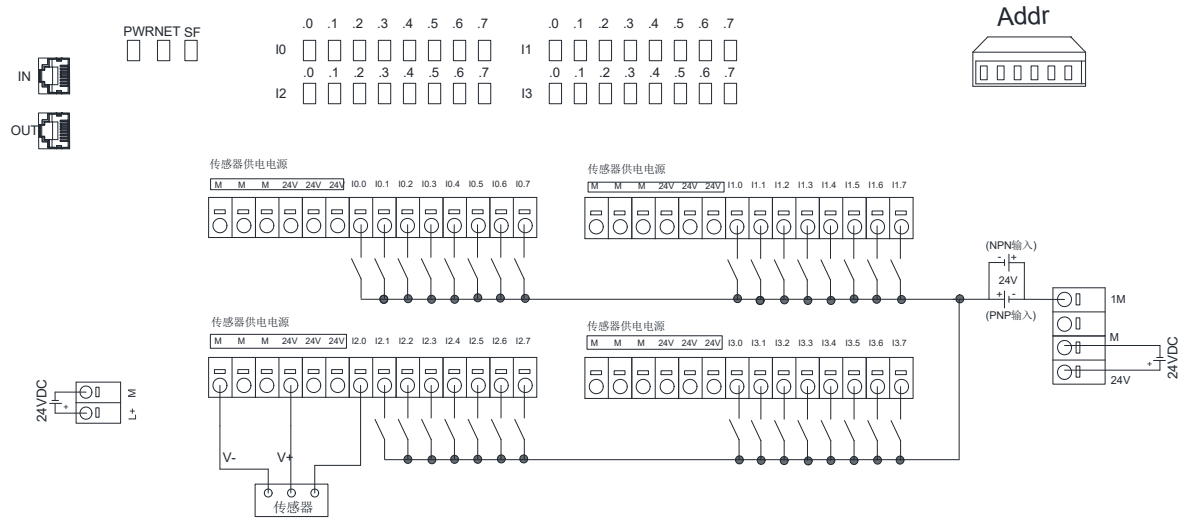 Addr
PWR NET SF
I0 .0 .1 .2 .3 .4 .5 .6 .7
I1 .0 .1 .2 .3 .4 .5 .6 .7
I2 .0 .1 .2 .3 .4 .5 .6 .7
I3 .0 .1 .2 .3 .4 .5 .6 .7
IN
OUT
传感器供电电源
M M M 24V 24V 24V I0.0 I0.1 I0.2 I0.3 I0.4 I0.5 I0.6 I0.7
传感器供电电源
M M M 24V 24V 24V I1.0 I1.1 I1.2 I1.3 I1.4 I1.5 I1.6 I1.7
(NPN输入)
- +
24V
+ -
(PNP输入)
1M
M
24V
+
24VDC
传感器供电电源
M M M 24V 24V 24V I2.0 I2.1 I2.2 I2.3 I2.4 I2.5 I2.6 I2.7
传感器供电电源
M M M 24V 24V 24V I3.0 I3.1 I3.2 I3.3 I3.4 I3.5 I3.6 I3.7
24VDC
+
M
L+
V-
V+
传感器